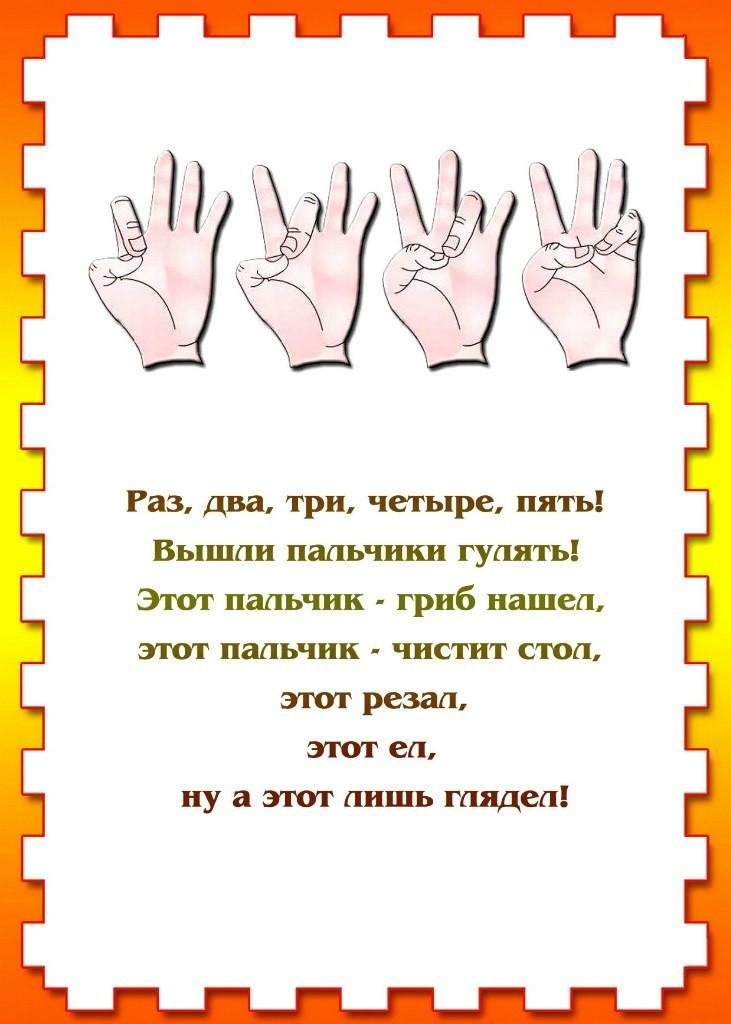 Раз, два, три, четыре, пять!
Вышли пальчики гулять!
Этот пальчик - гриб нашел,
этот пальчик - чистит стол,
этот резал,
этот ел,
ну а этот лишь глядел!